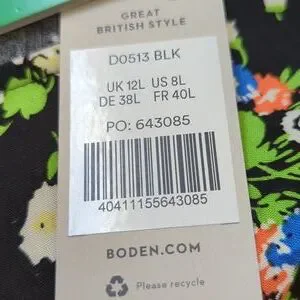 GREAT
BRITISH STYLE
D0513 BLK
UK 12L US 8L
DE 38L FR 40L
PO: 643085
40411155643085
BODEN.COM
Please recycle